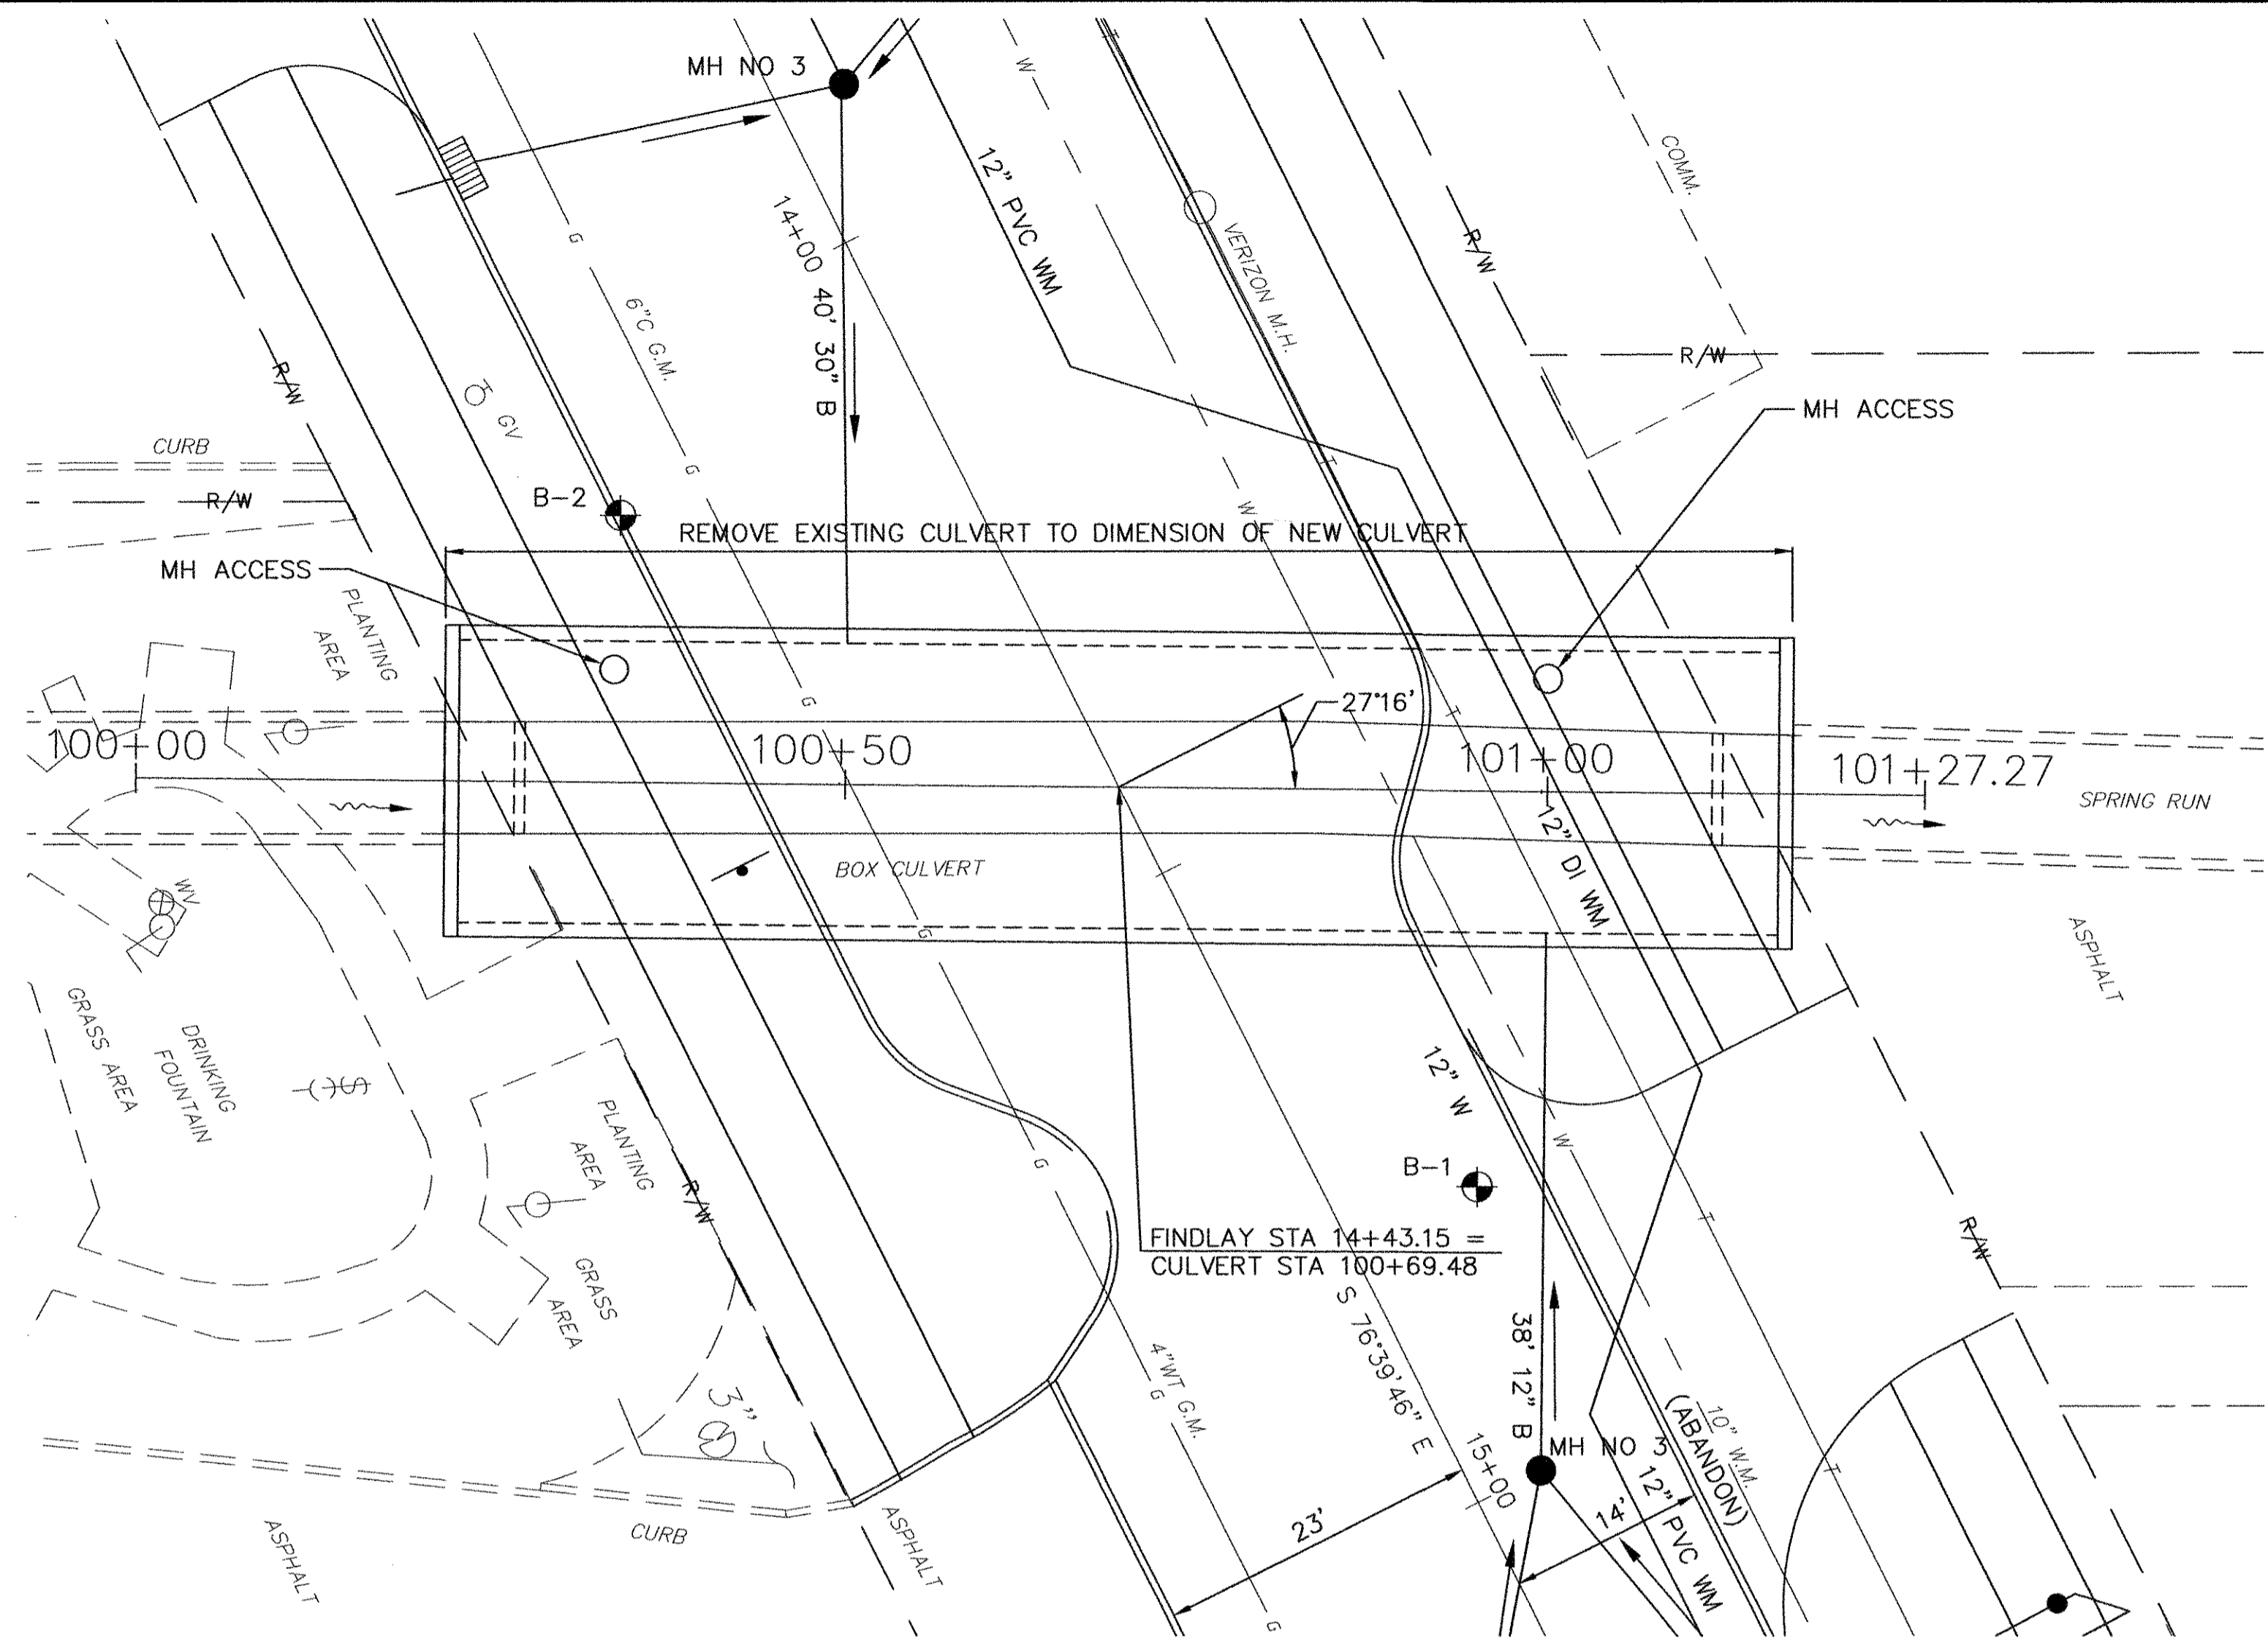 MH NO 3
W
COMM.
12" PVC WM
14+00
VERIZON M.H.
R/W
G
6"C G.M.
40' 30" B
R/W
R/W
MH ACCESS
GV
CURB
R/W
G
T
B-2
W
REMOVE EXISTING CULVERT TO DIMENSION OF NEW CULVERT
MH ACCESS
PLANTING
AREA
G
27°16'
T
100+00
100+50
101+00
101+27.27
SPRING RUN
12" DI WM
BOX CULVERT
WV
G
ASPHALT
GRASS AREA
DRINKING
FOUNTAIN
12" W
PLANTING
AREA
G
W
B-1
R/W
T
R/W
FINDLAY STA 14+43.15 =
CULVERT STA 100+69.48
GRASS
AREA
S 76°39'46" E
38' 12" B
4"WT G.M.
G
3"
10" W.M.
(ABANDON)
MH NO 3
15+00
T
12" PVC WM
14'
23'
CURB
ASPHALT
ASPHALT
G